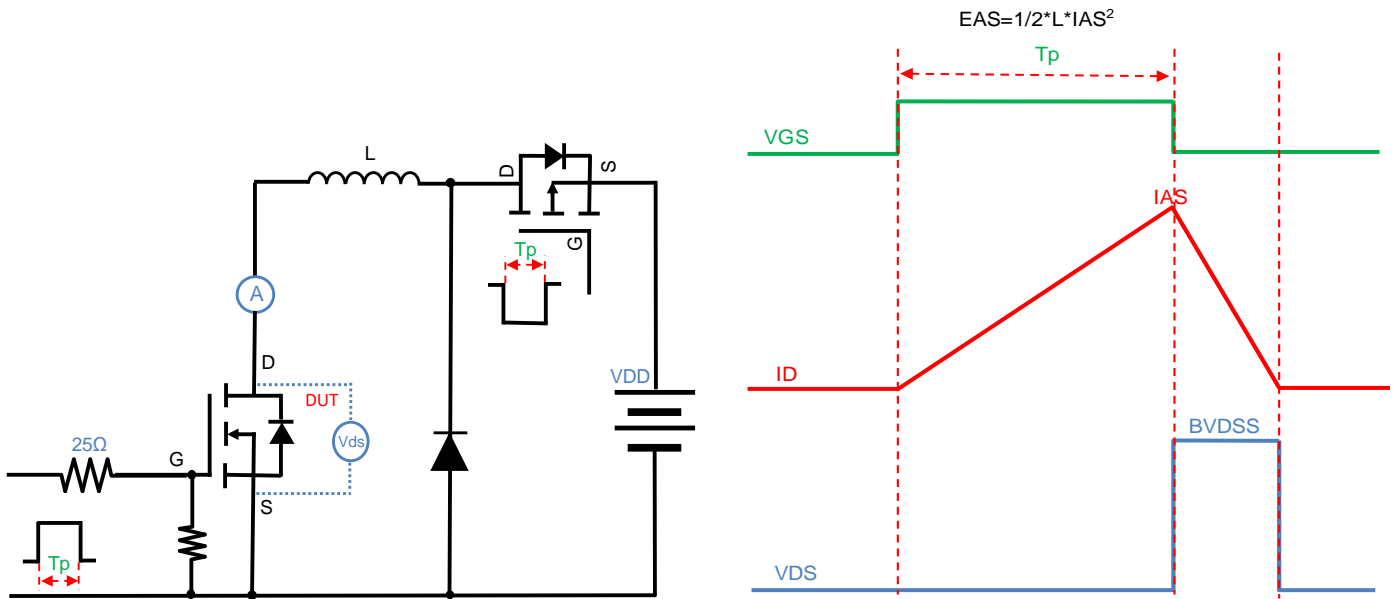 L
D
S
G
Tp
A
D
DUT
Vds
25Ω
G
S
Tp
VDD
EAS=1/2*L*IAS²
Tp
VGS
IAS
ID
BVDSS
VDS